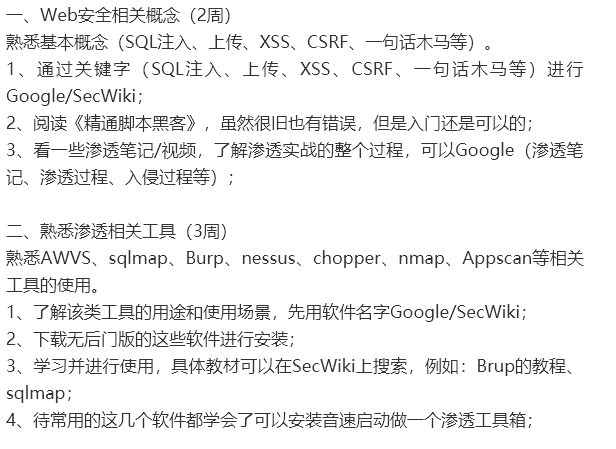 一、Web安全相关概念（2周）
熟悉基本概念（SQL注入、上传、XSS、CSRF、一句话木马等）。
1、通过关键字（SQL注入、上传、XSS、CSRF、一句话木马等）进行
Google/SecWiki；
2、阅读《精通脚本黑客》，虽然很旧也有错误，但是入门还是可以的；
3、看一些渗透笔记/视频，了解渗透实战的整个过程，可以Google（渗透笔
记、渗透过程、入侵过程等）；
二、熟悉渗透相关工具（3周）
熟悉AWVS、sqlmap、Burp、nessus、chopper、nmap、Appscan等相关
工具的使用。
1、了解该类工具的用途和使用场景，先用软件名字Google/SecWiki；
2、下载无后门版的这些软件进行安装；
3、学习并进行使用，具体教材可以在SecWiki上搜索，例如：Brup的教程、
sqlmap；
4、待常用的这几个软件都学会了可以安装音速启动做一个渗透工具箱；